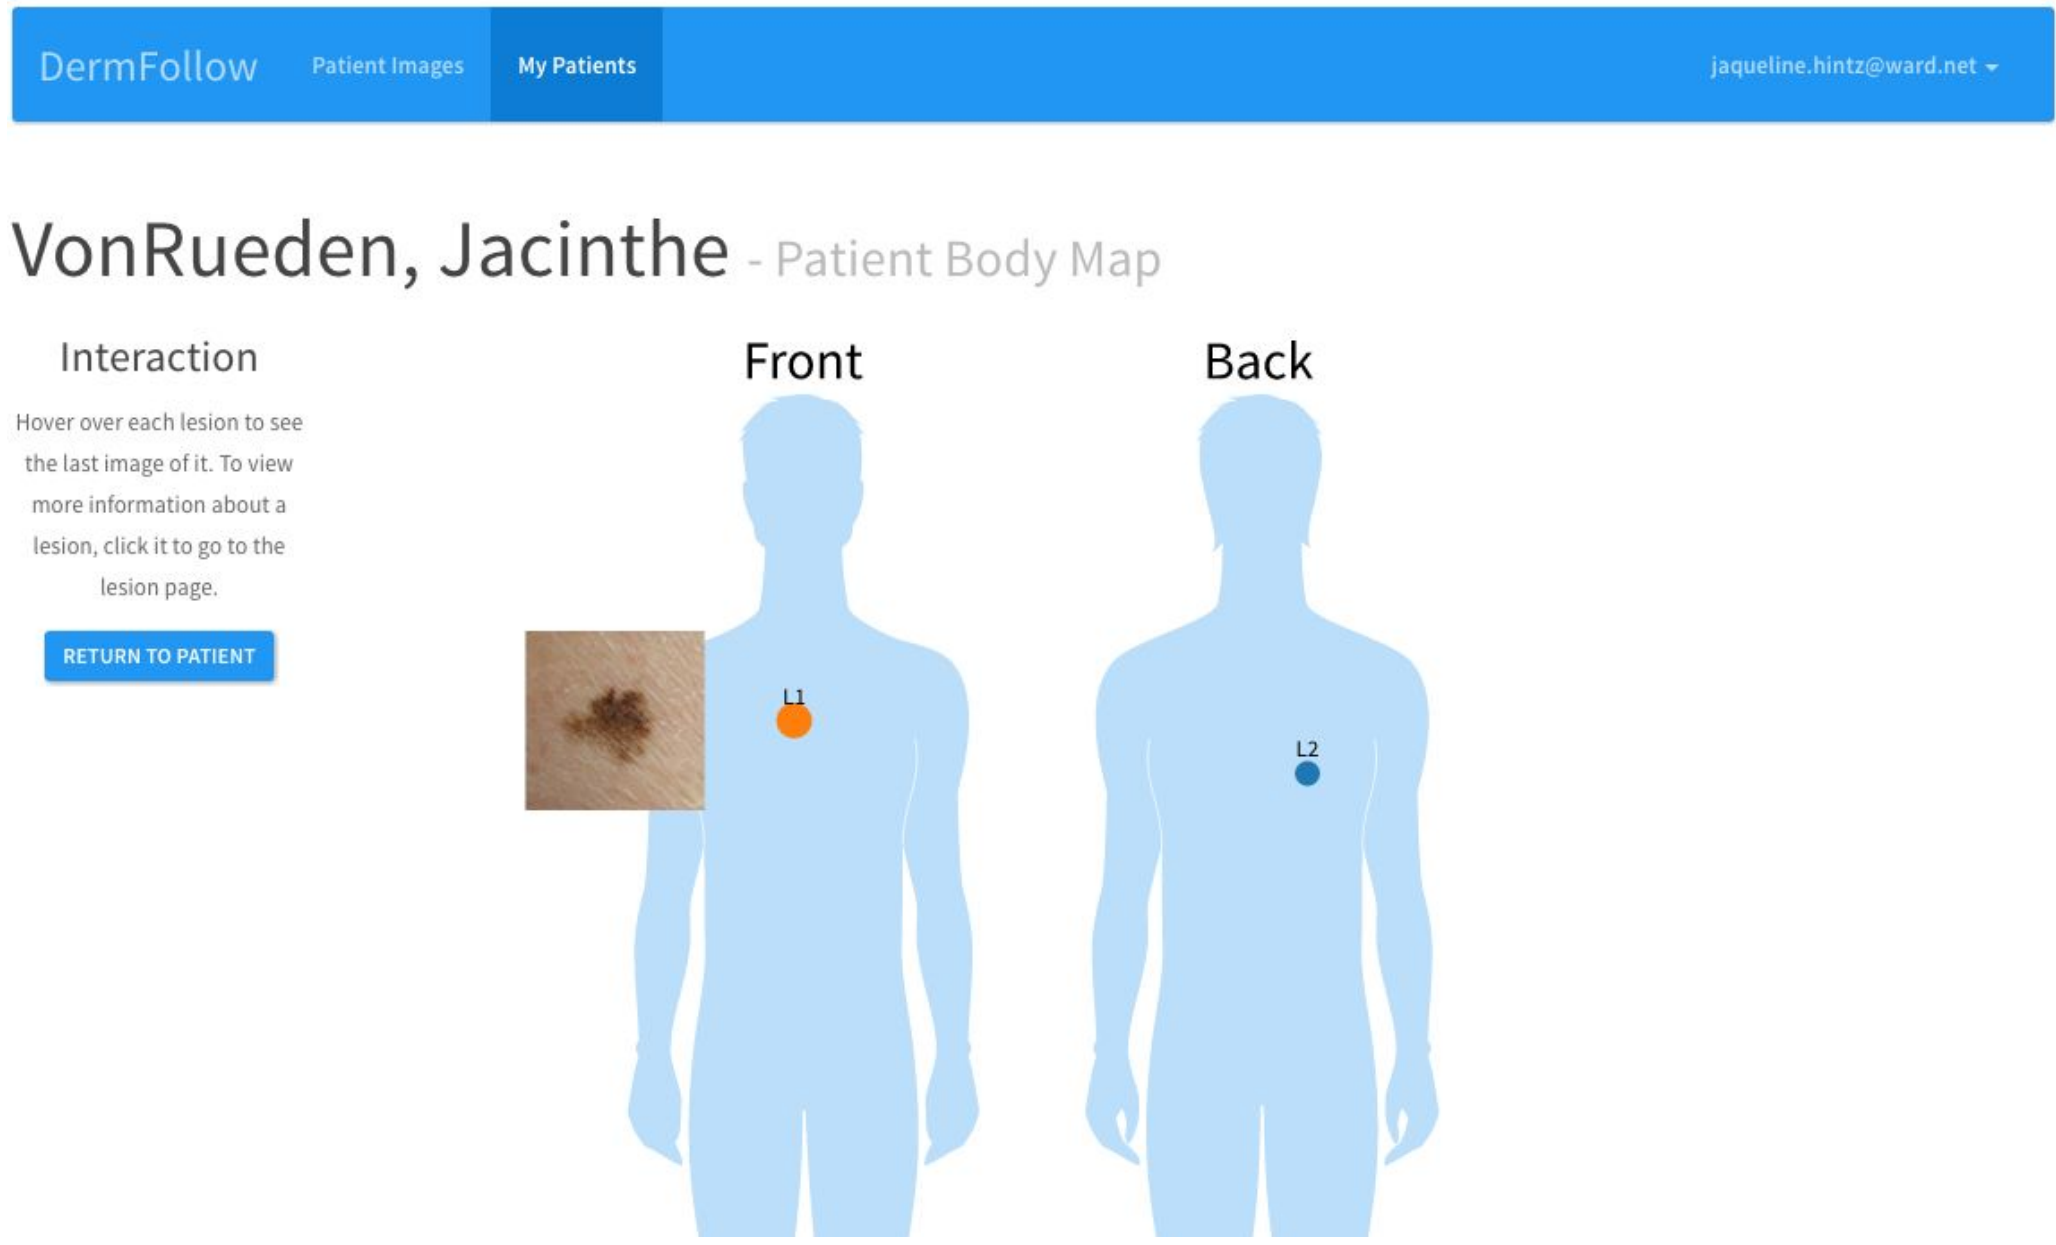 DermFollow Patient Images My Patients jaqueline.hintz@ward.net
VonRueden, Jacinthe - Patient Body Map
Interaction
Hover over each lesion to see
the last image of it. To view
more information about a
lesion, click it to go to the
lesion page.
RETURN TO PATIENT
Front
Back
L1
L2